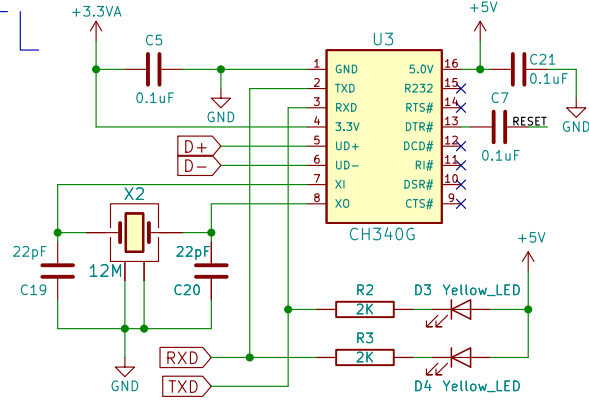 +3.3VA
+5V
C5
0.1uF
GND
U3
1 GND
2 TXD
3 RXD
4 3.3V
5 UD+
6 UD-
7 XI
8 XO
5.0V 16
R232 15
RTS# 14
DTR# 13
DCD# 12
RI# 11
DSR# 10
CTS# 9
CH340G
C21
0.1uF
GND
C7
RESET
0.1uF
D+
D-
X2
22pF
12M
C19
22pF
C20
GND
+5V
R2
2K
D3 Yellow_LED
R3
2K
D4 Yellow_LED
RXD
TXD